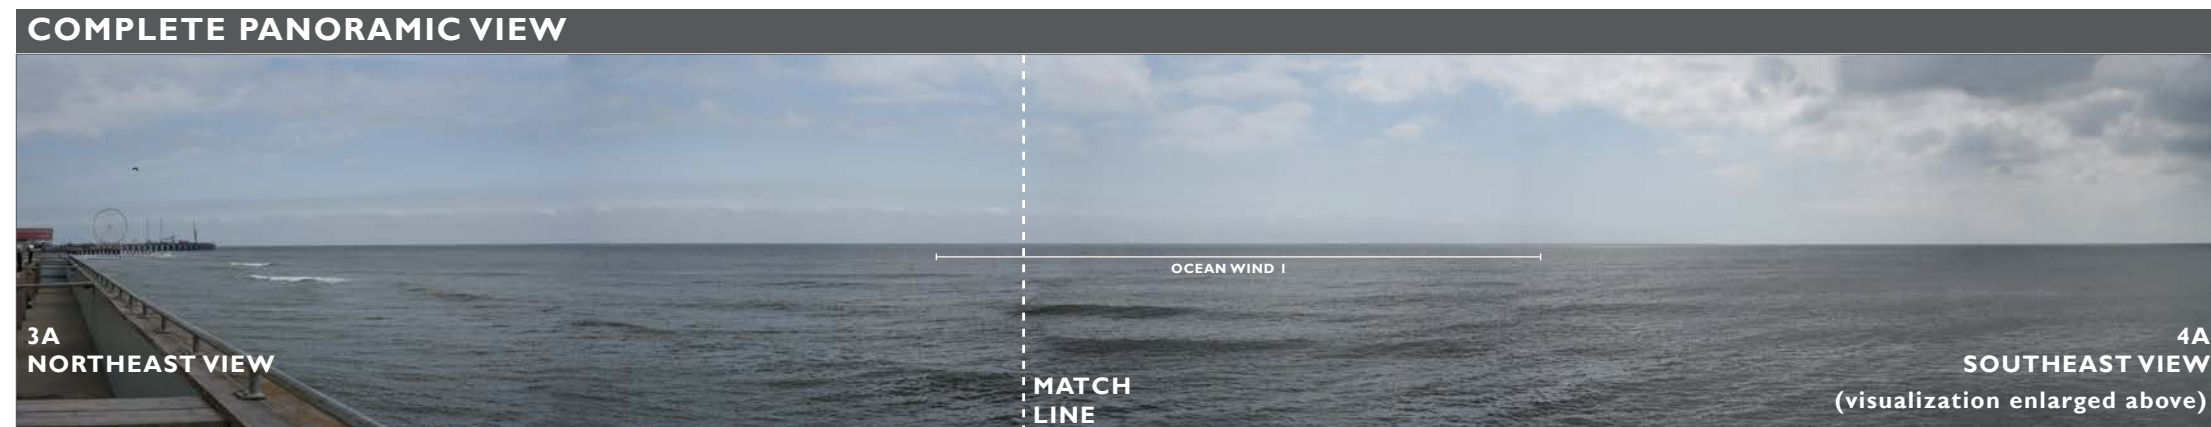 COMPLETE PANORAMIC VIEW
OCEAN WIND 1
3A
NORTHEAST VIEW
MATCH
LINE
4A
SOUTHEAST VIEW
(visualization enlarged above)